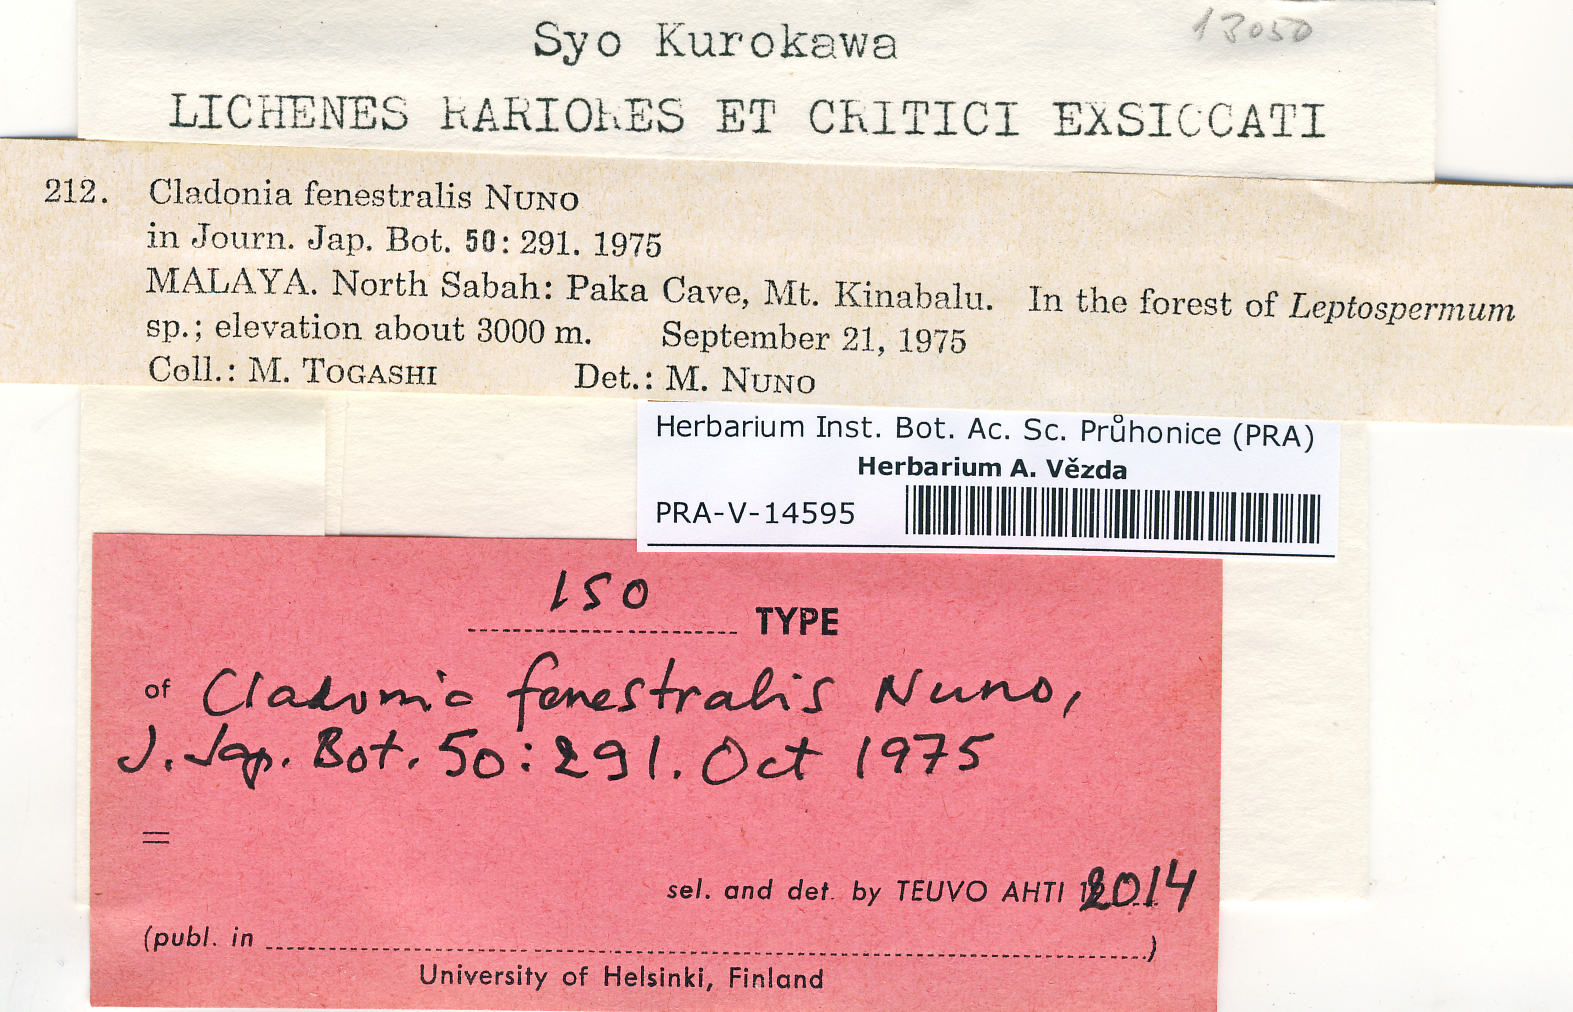 13050
Syo Kurokawa
LICHENES RARIORES ET CRITICI EXSICCATI
212. Cladonia fenestralis NUNO
in Journ. Jap. Bot. 50: 291. 1975
MALAYA. North Sabah: Paka Cave, Mt. Kinabalu. In the forest of Leptospermum
sp.; elevation about 3000 m. September 21, 1975
Coll.: M. TOGASHI Det.: M. NUNO
Herbarium Inst. Bot. Ac. Sc. Průhonice (PRA)
Herbarium A. Vězda
PRA-V-14595
iso TYPE
of Cladonia fenestralis Nuno,
J. Jap. Bot. 50: 291. Oct 1975
=
sel. and det. by TEUVO AHTI 2014
(publ. in )
University of Helsinki, Finland